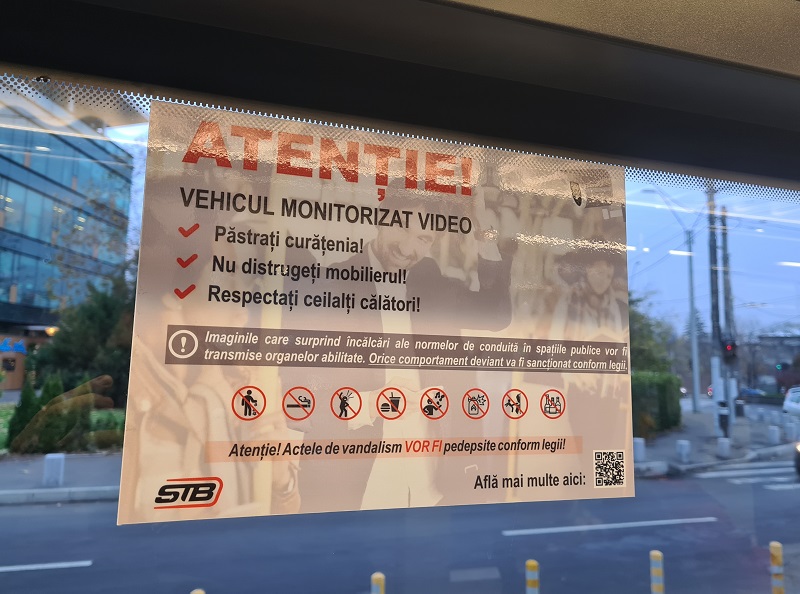 ATENȚIE!
VEHICUL MONITORIZAT VIDEO
Păstrați curățenia!
Nu distrugeți mobilierul!
Respectați ceilalți călători!
Imaginile care surprind încălcări ale normelor de conduită în spațiile publice vor fi
transmise organelor abilitate. Orice comportament deviant va fi sancționat conform legii.
Atenție! Actele de vandalism VOR FI pedepsite conform legii!
STB
Află mai multe aici: